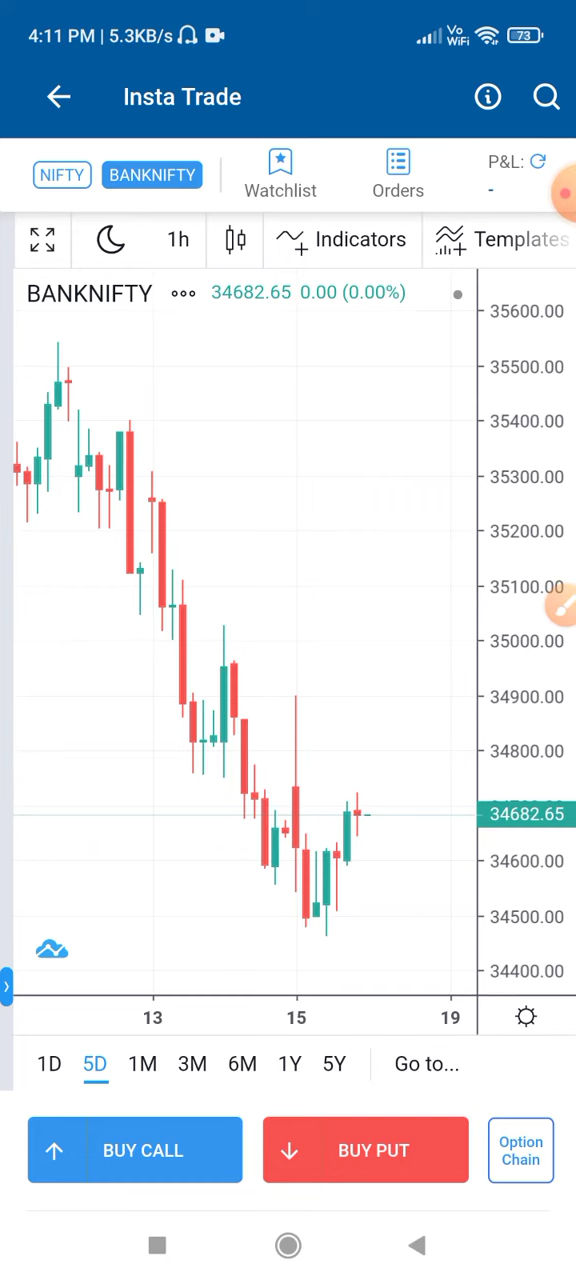 4:11 PM | 5.3KB/s
Vo WiFi
73
Insta Trade
NIFTY
BANKNIFTY
Watchlist
Orders
P&L:
-
1h
Indicators
Templates
BANKNIFTY ••• 34682.65 0.00 (0.00%)
35600.00
35500.00
35400.00
35300.00
35200.00
35100.00
35000.00
34900.00
34800.00
34682.65
34600.00
34500.00
34400.00
13
15
19
1D
5D
1M
3M
6M
1Y
5Y
Go to...
BUY CALL
BUY PUT
Option
Chain